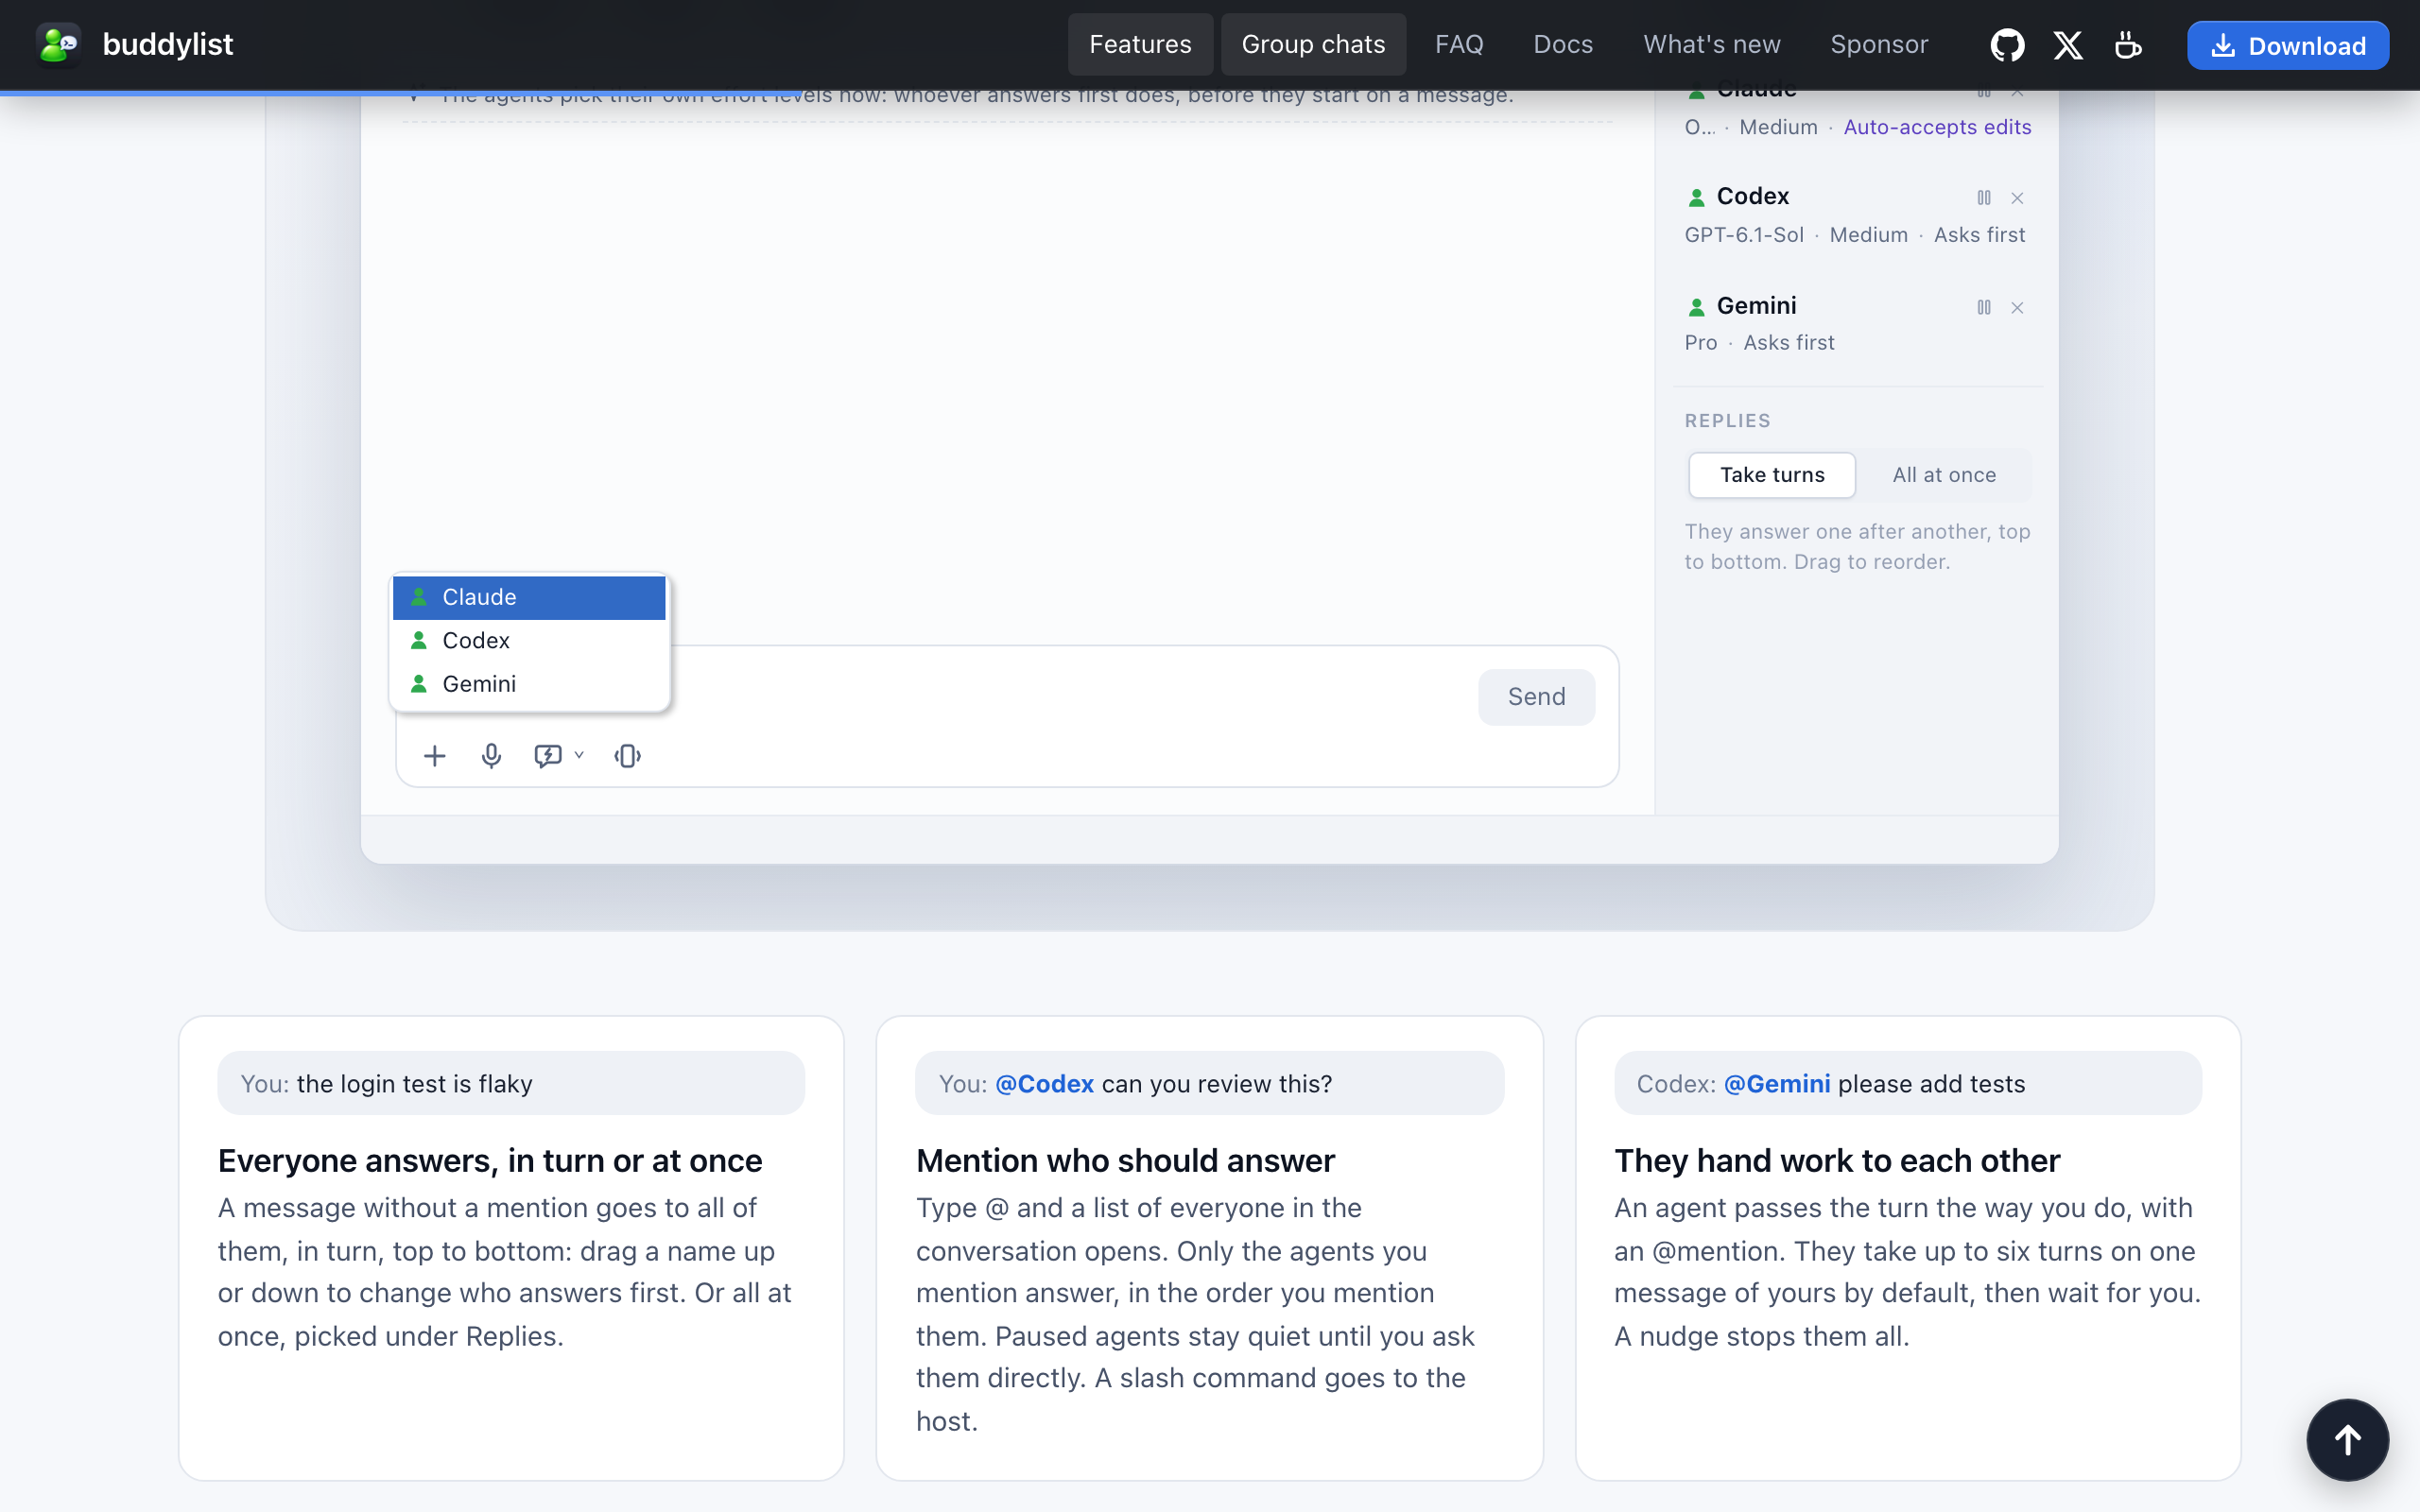 buddylist
Features
Group chats
FAQ
Docs
What's new
Sponsor
Download
The agents pick their own effort levels now: whoever answers first does, before they start on a message.
Claude
O... · Medium · Auto-accepts edits
Codex
GPT-6.1-Sol · Medium · Asks first
Gemini
Pro · Asks first
REPLIES
Take turns
All at once
They answer one after another, top
to bottom. Drag to reorder.
Claude
Codex
Gemini
Send
You: the login test is flaky
Everyone answers, in turn or at once
A message without a mention goes to all of
them, in turn, top to bottom: drag a name up
or down to change who answers first. Or all at
once, picked under Replies.
You: @Codex can you review this?
Mention who should answer
Type @ and a list of everyone in the
conversation opens. Only the agents you
mention answer, in the order you mention
them. Paused agents stay quiet until you ask
them directly. A slash command goes to the
host.
Codex: @Gemini please add tests
They hand work to each other
An agent passes the turn the way you do, with
an @mention. They take up to six turns on one
message of yours by default, then wait for you.
A nudge stops them all.